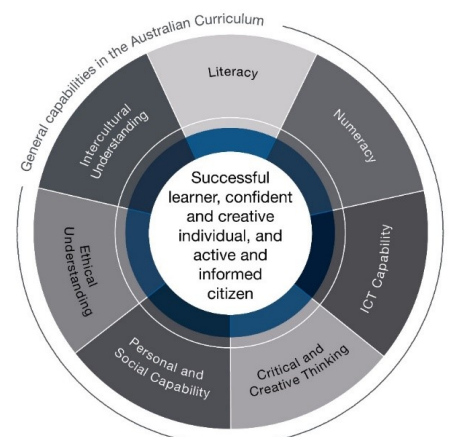 General capabilities in the Australian Curriculum
Literacy
Numeracy
ICT Capability
Critical and
Creative Thinking
Personal and
Social Capability
Ethical
Understanding
Intercultural
Understanding
Successful
learner, confident
and creative
individual, and
active and
informed
citizen